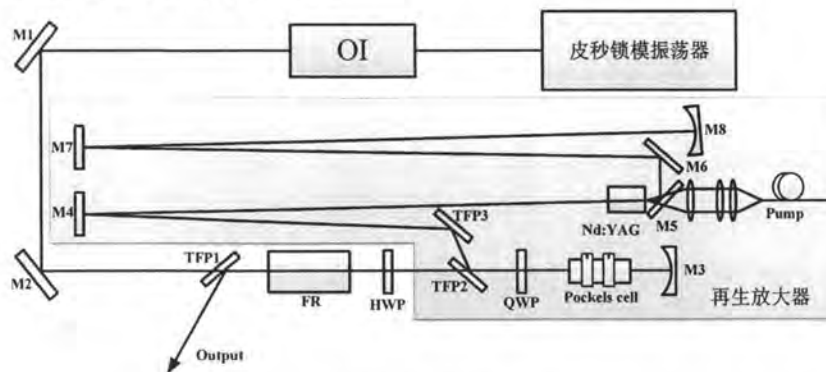 M1
OI
皮秒锁模振荡器
M8
M7
M6
M4
TFP3
Nd:YAG
M5
Pump
M2
TFP1
FR
HWP
TFP2
QWP
Pockels cell
M3
再生放大器
Output